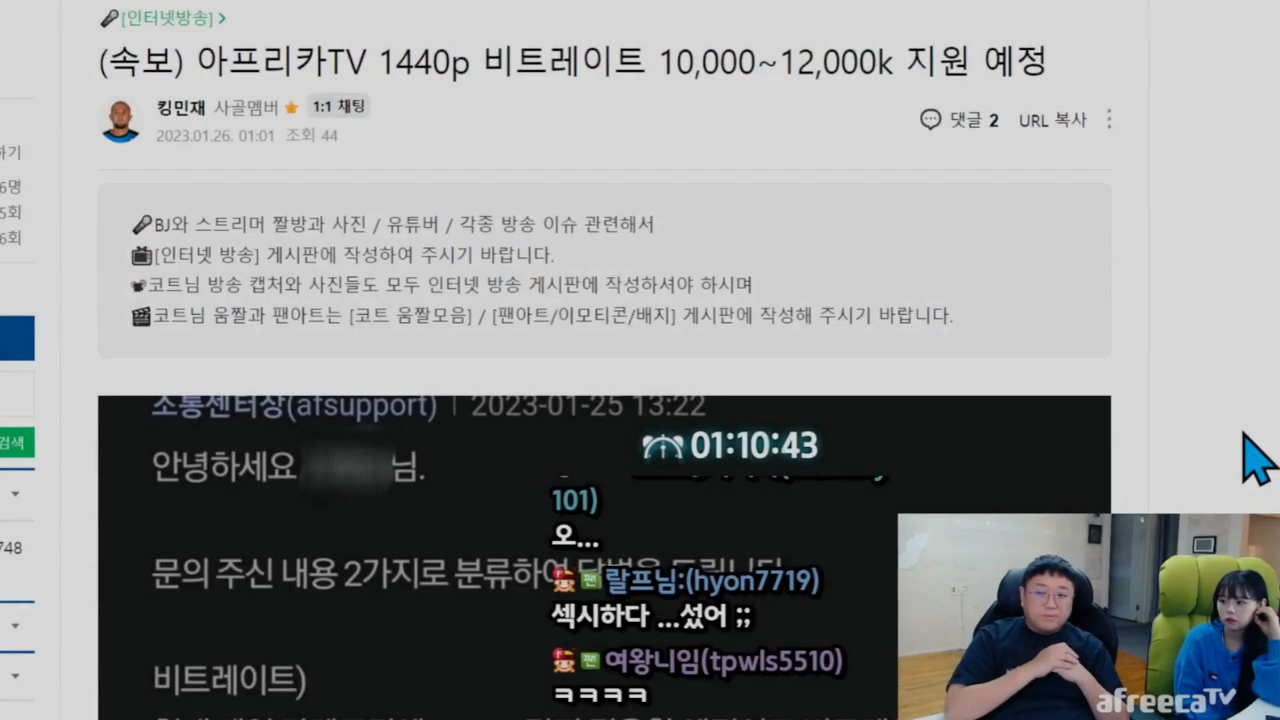 [인터넷방송] >
(속보) 아프리카TV 1440p 비트레이트 10,000~12,000k 지원 예정
킹민재 사골멤버 1:1 채팅
2023.01.26. 01:01 조회 44
댓글 2 URL 복사
하기
6명
5회
6회
BJ와 스트리머 짤방과 사진 / 유튜버 / 각종 방송 이슈 관련해서
[인터넷 방송] 게시판에 작성하여 주시기 바랍니다.
코트님 방송 캡처와 사진들도 모두 인터넷 방송 게시판에 작성하셔야 하시며
코트님 움짤과 팬아트는 [코트 움짤모음] / [팬아트/이모티콘/배지] 게시판에 작성해 주시기 바랍니다.
검색
748
소통센터장(afsupport) | 2023-01-25 13:22
01:10:43
안녕하세요 님.
101)
오...
문의 주신 내용 2가지로 분류하여
팬 랄프님:(hyon7719)
섹시하다 ...섰어 ;;
팬 여왕니임(tpwls5510)
비트레이트)
ㅋㅋㅋㅋ
afreecaTV